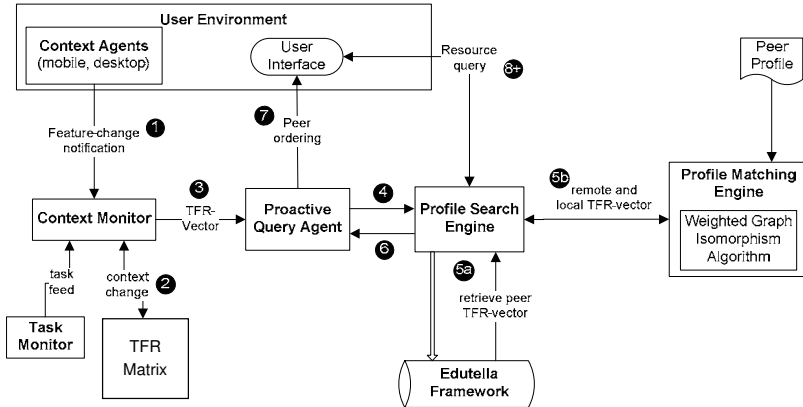 User Environment
Context Agents
(mobile, desktop)
User
Interface
Resource
query
8+
Peer
Profile
1
Feature-change
notification
7
Peer
ordering
3
TFR-
Vector
4
5b
remote and
local TFR-vector
Context Monitor
Proactive
Query Agent
Profile Search
Engine
6
Profile Matching
Engine
Weighted Graph
Isomorphism
Algorithm
task
feed
context
change
2
5a
retrieve peer
TFR-vector
Task
Monitor
TFR
Matrix
Edutella
Framework